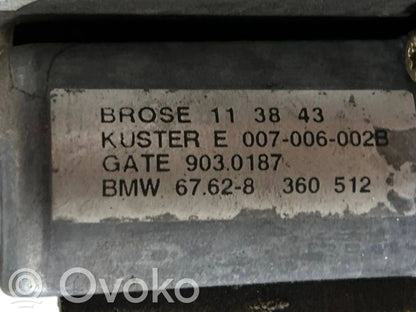 BROSE 11 38 43
KUSTER E 007-006-002B
GATE 903.0187
BMW 67.62-8 360 512
Ovoko